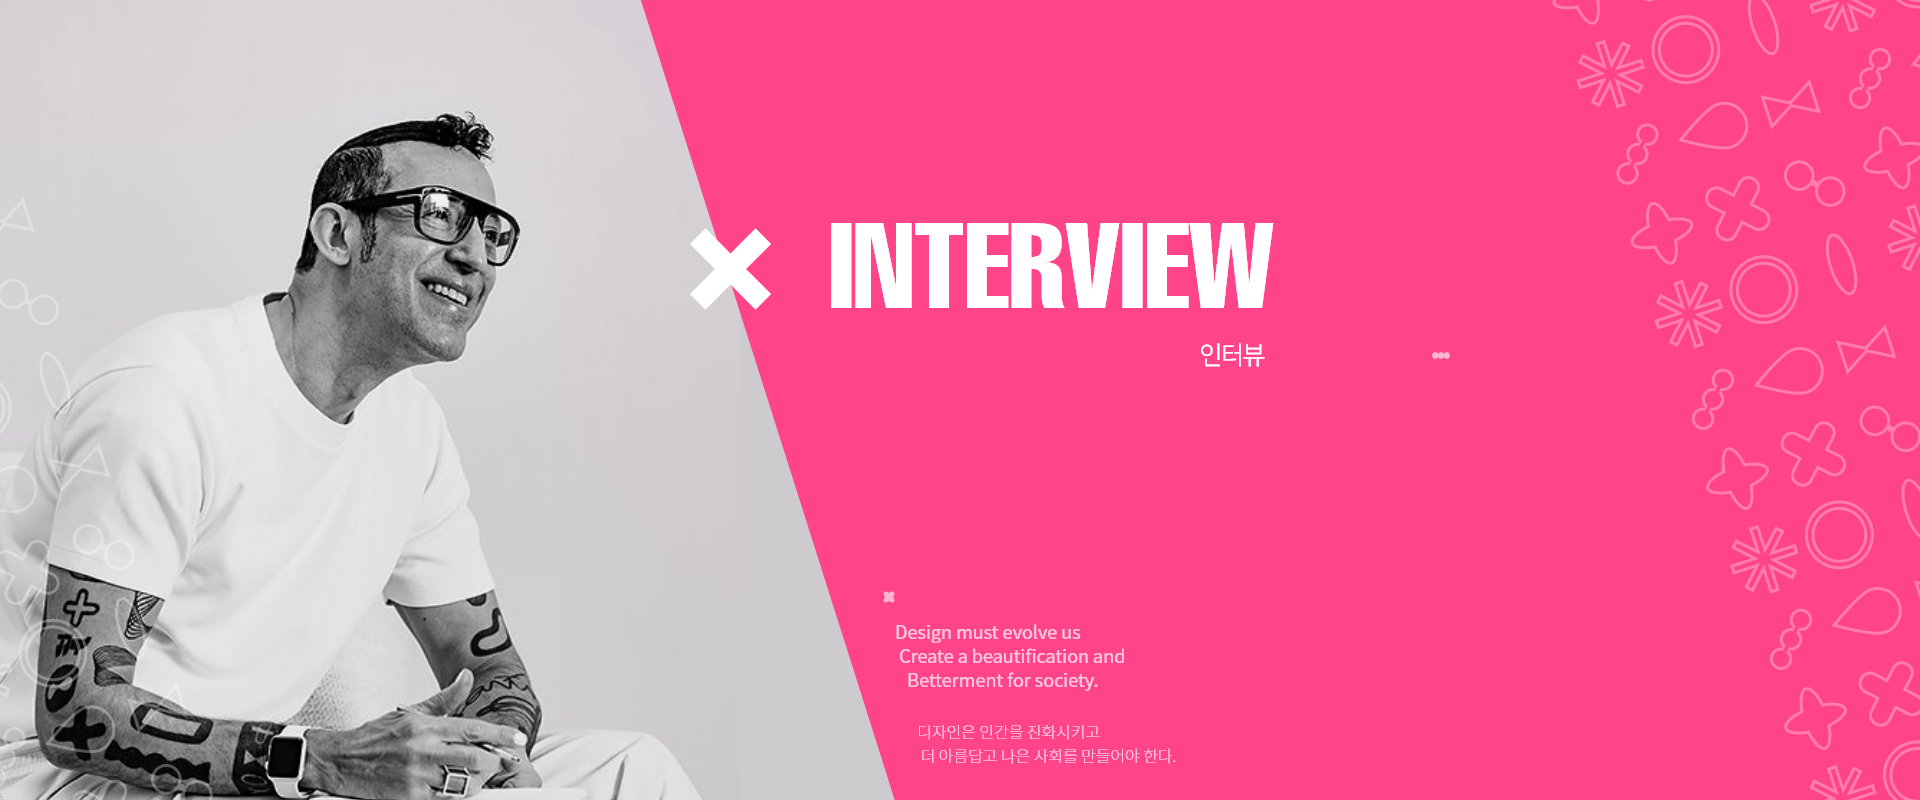 INTERVIEW
인터뷰
Design must evolve us
Create a beautification and
Betterment for society.
디자인은 인간을 진화시키고
더 아름답고 나은 사회를 만들어야 한다.